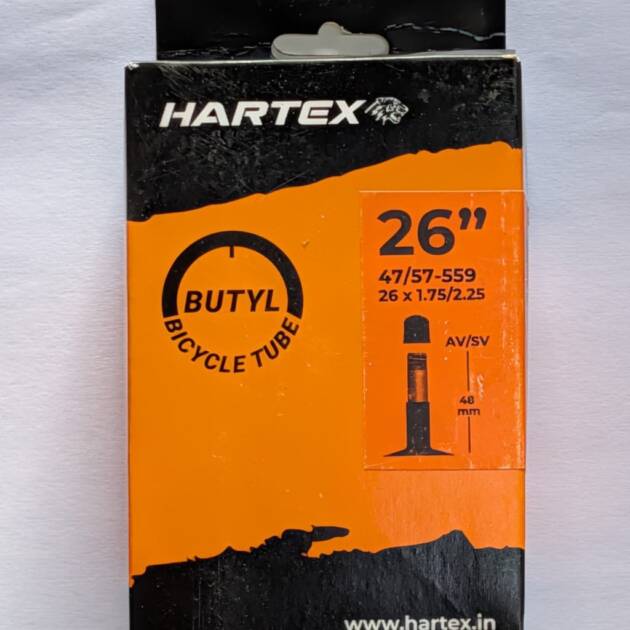 HARTEX
26”
47/57-559
26 x 1.75/2.25
BUTYL
BICYCLE TUBE
AV/SV
48
mm
www.hartex.in